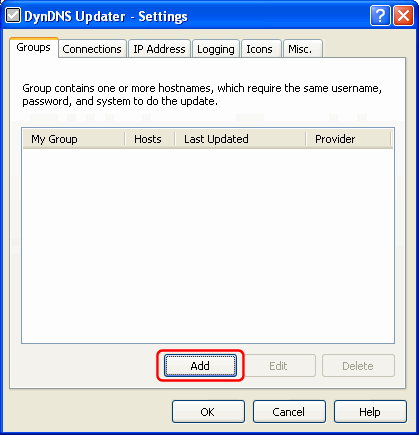 DynDNS Updater - Settings
Groups Connections IP Address Logging Icons Misc.
Group contains one or more hostnames, which require the same username,
password, and system to do the update.
My Group Hosts Last Updated Provider
Add Edit Delete
OK Cancel Help